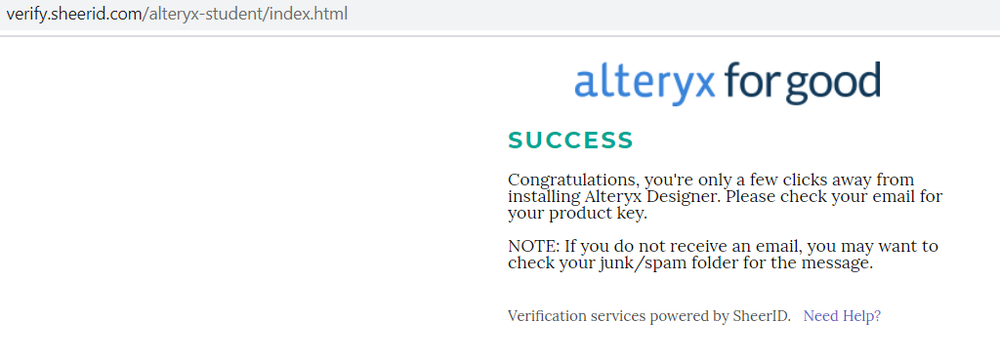 verify.sheerid.com/alteryx-student/index.html
alteryx for good
SUCCESS
Congratulations, you're only a few clicks away from
installing Alteryx Designer. Please check your email for
your product key.
NOTE: If you do not receive an email, you may want to
check your junk/spam folder for the message.
Verification services powered by SheerID. Need Help?